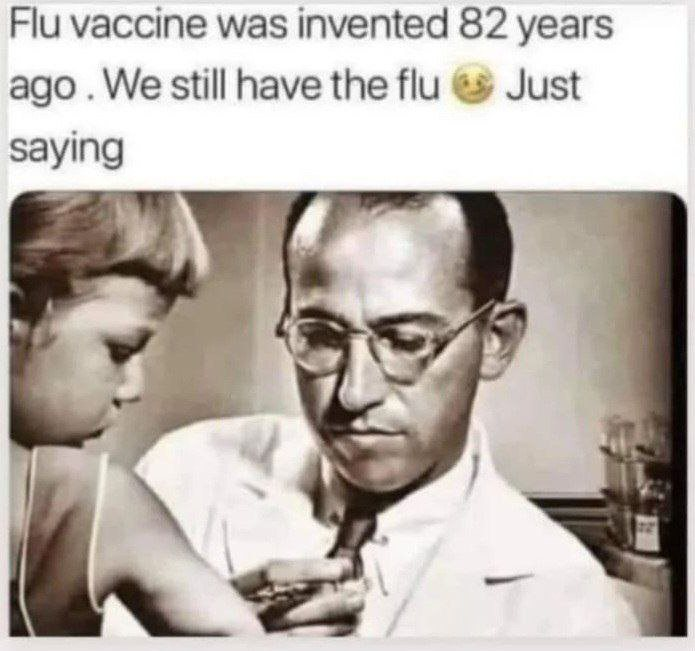 Flu vaccine was invented 82 years
ago . We still have the flu 🤕 Just
saying